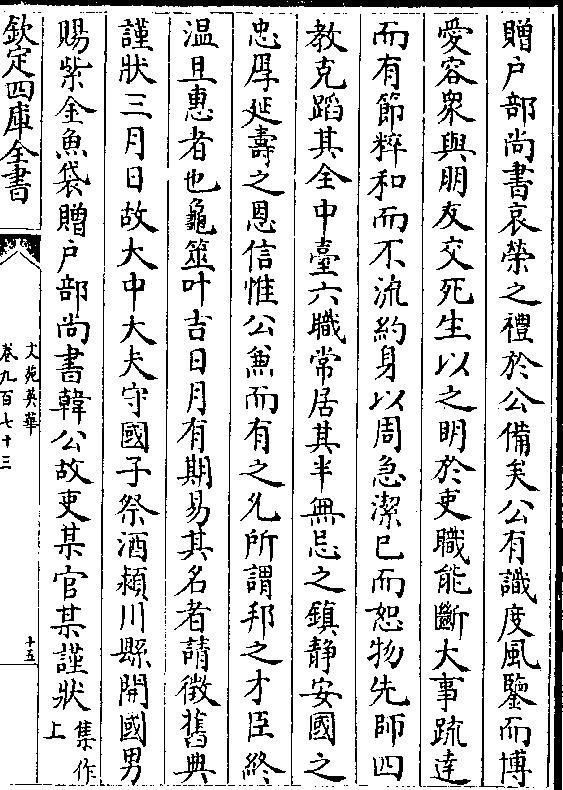 贈户部尚書哀榮之禮於公備矣公有識度風鑒而博
愛容衆與朋友交死生以之明於吏職能斷大事疏達
而有節粹和而不流約身以周急潔已而恕物先師四
教克蹈其全中臺六職常居其半無忌之鎮静安國之
忠厚延壽之恩信惟公兼而有之允所謂邦之才臣終
温且惠者也龜筮叶吉日月有期易其名者請徵舊典
謹狀三月日故大中大夫守國子祭酒潁川縣開國男
賜紫金魚袋贈户部尚書韓公故吏某官某謹狀集作上
欽定四庫全書
文苑英華
卷九百七十三
十五